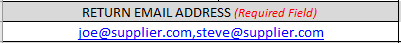 RETURN EMAIL ADDRESS (Required Field)
joe@supplier.com,steve@supplier.com